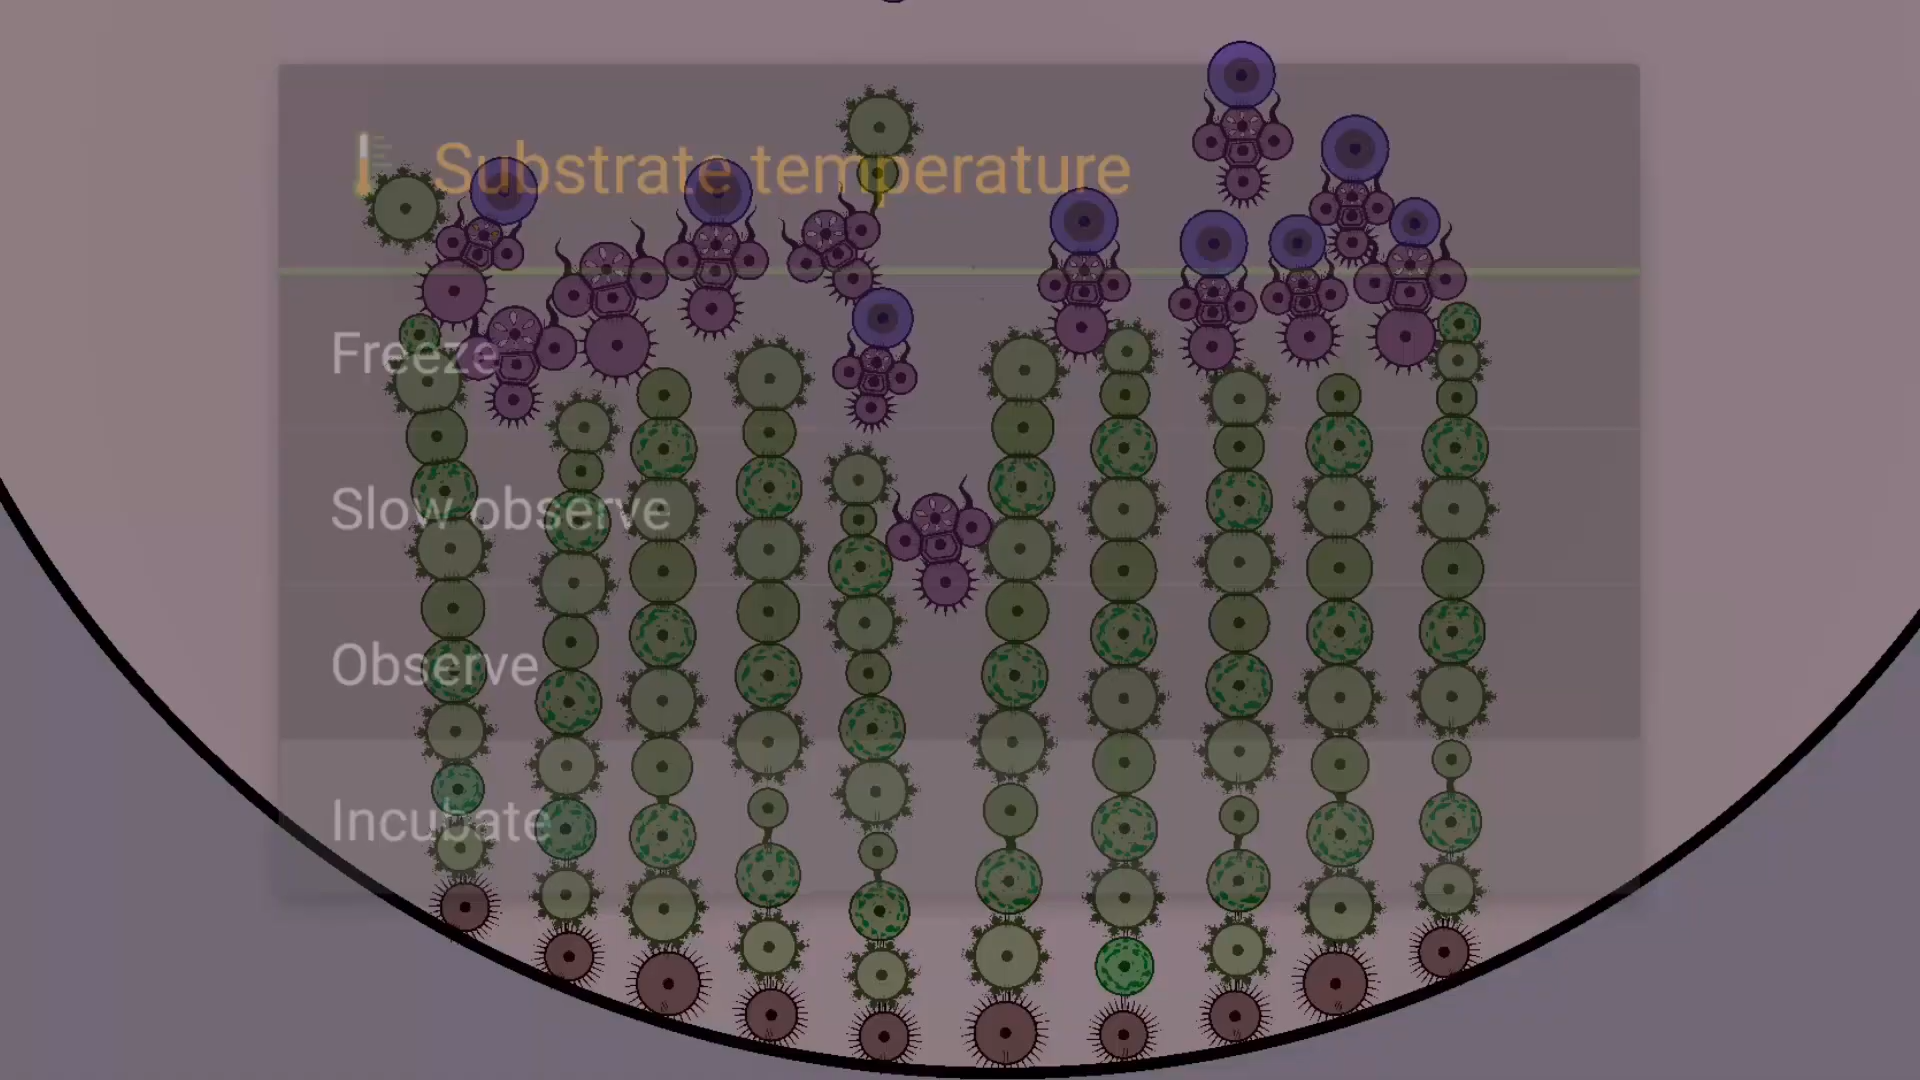 Substrate temperature
Freeze
Slow observe
Observe
Incubate